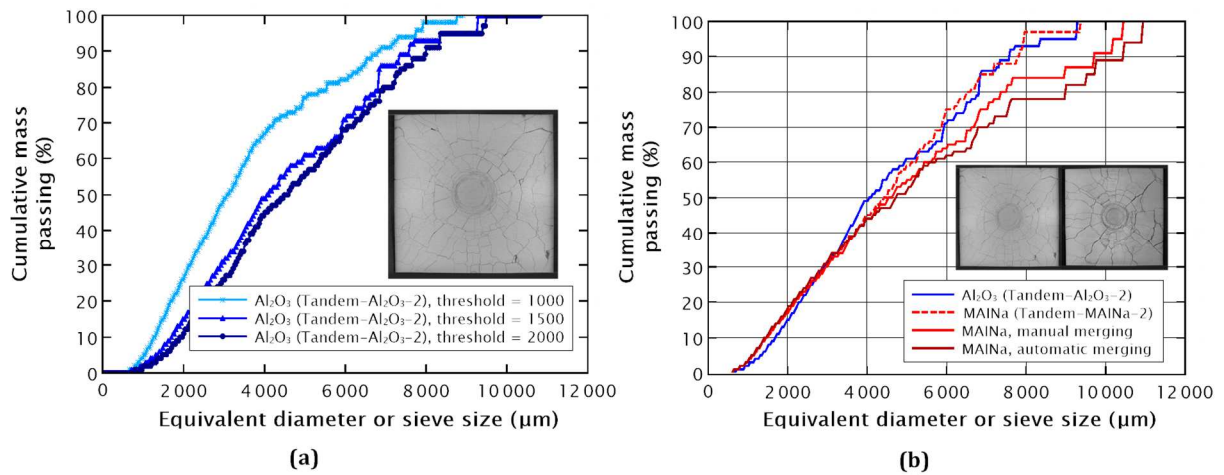 100
90
80
70
60
50
40
30
20
10
0
Cumulative mass
passing (%)
Al₂O₃ (Tandem-Al₂O₃-2), threshold = 1000
Al₂O₃ (Tandem-Al₂O₃-2), threshold = 1500
Al₂O₃ (Tandem-Al₂O₃-2), threshold = 2000
0 2 000 4 000 6 000 8 000 10 000 12 000
Equivalent diameter or sieve size (µm)
(a)
100
90
80
70
60
50
40
30
20
10
0
Cumulative mass
passing (%)
Al₂O₃ (Tandem-Al₂O₃-2)
MAlNa (Tandem-MAlNa-2)
MAlNa, manual merging
MAlNa, automatic merging
0 2 000 4 000 6 000 8 000 10 000 12 000
Equivalent diameter or sieve size (µm)
(b)